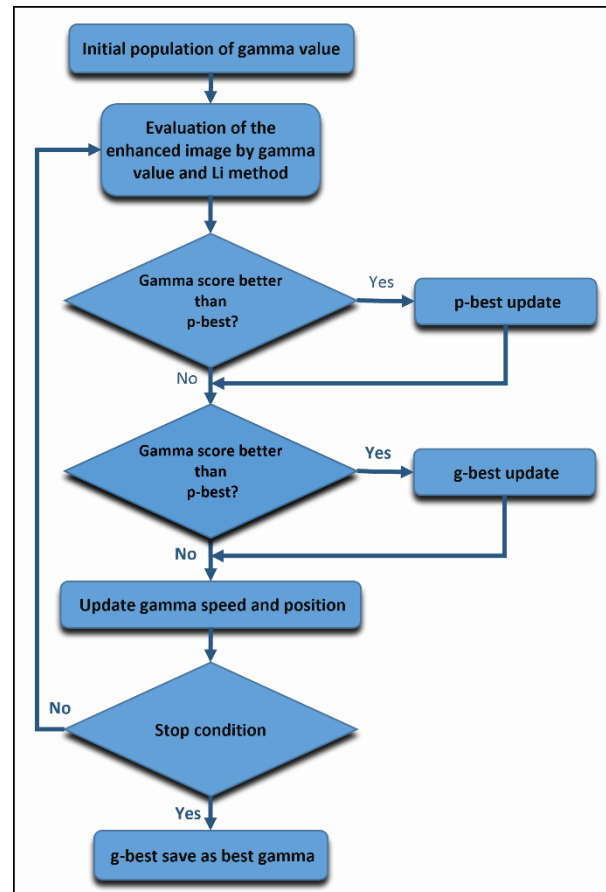 Initial population of gamma value
Evaluation of the
enhanced image by gamma
value and Li method
Gamma score better
than
p-best?
Yes
p-best update
No
Gamma score better
than
p-best?
Yes
g-best update
No
Update gamma speed and position
Stop condition
No
Yes
g-best save as best gamma